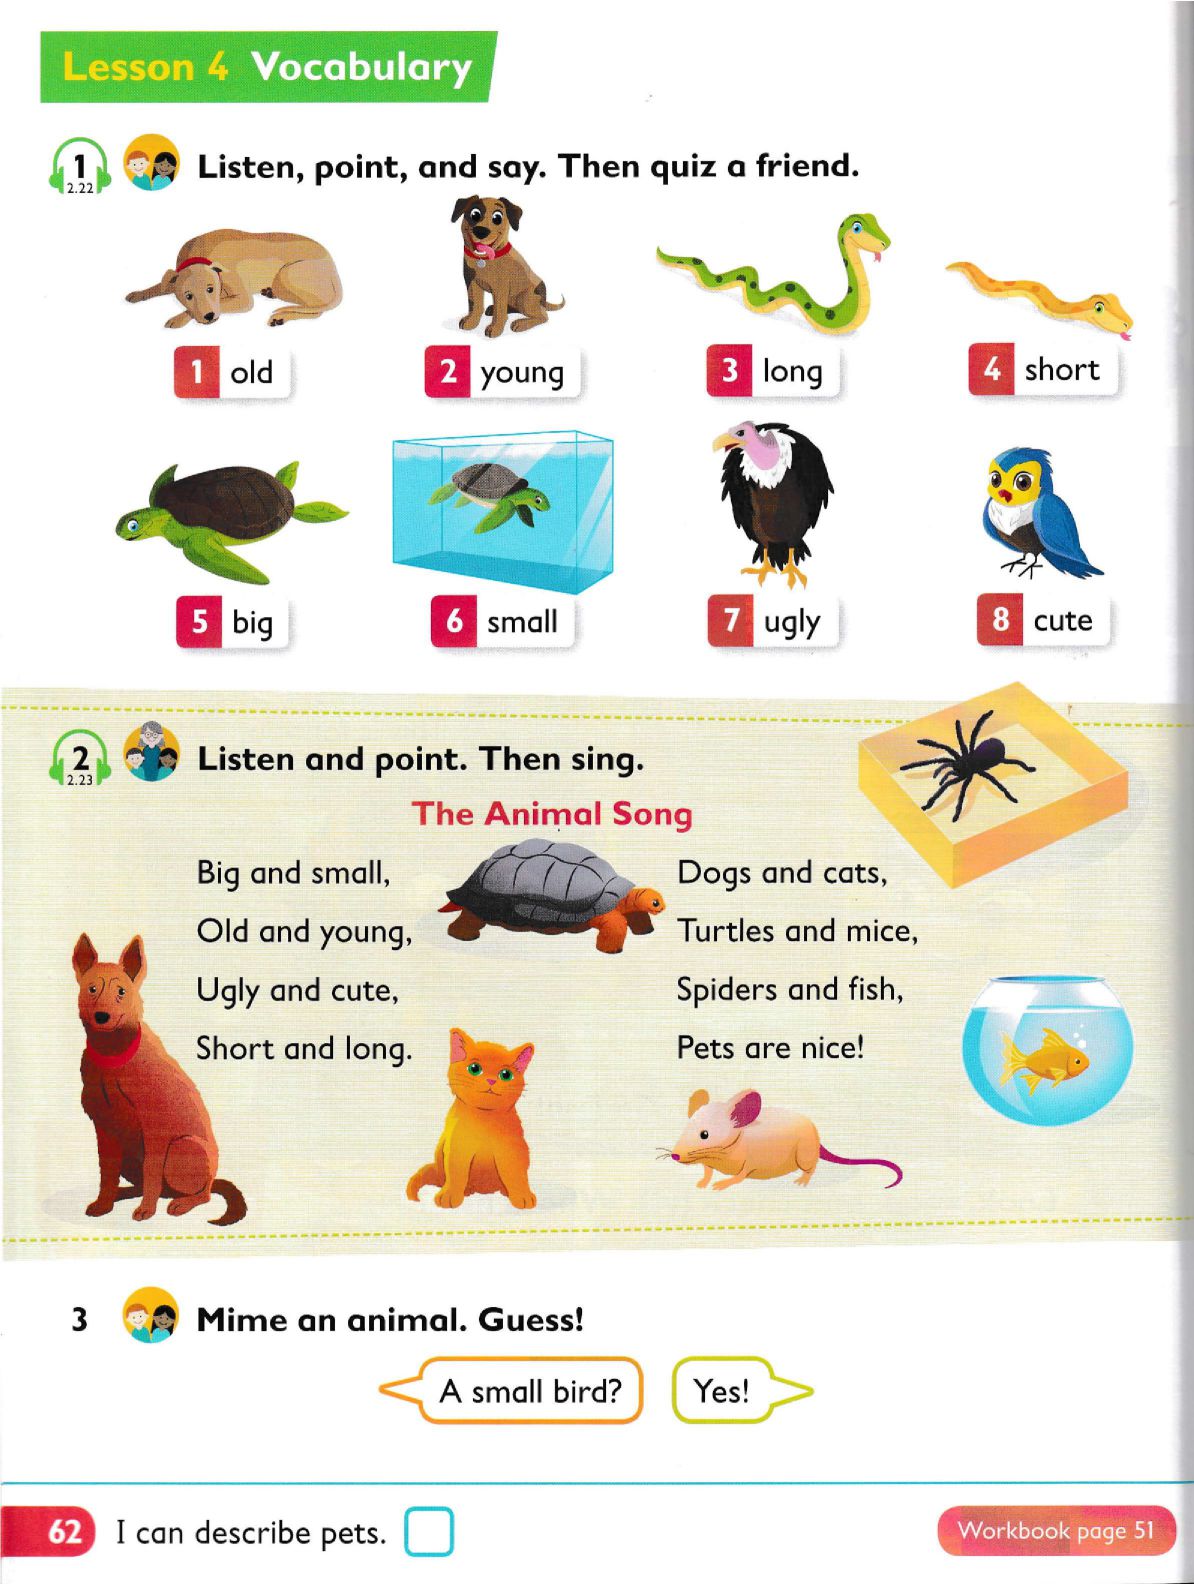 Lesson 4 Vocabulary
1
2.22
Listen, point, and say. Then quiz a friend.
1 old
2 young
3 long
4 short
5 big
6 small
7 ugly
8 cute
2
2.23
Listen and point. Then sing.
The Animal Song
Big and small,
Old and young,
Ugly and cute,
Short and long.
Dogs and cats,
Turtles and mice,
Spiders and fish,
Pets are nice!
3 Mime an animal. Guess!
A small bird?
Yes!
62 I can describe pets.
Workbook page 51